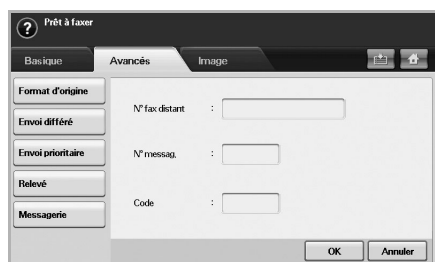 Prêt à faxer
Basique Avancés Image
Format d'origine
Envoi différé
Envoi prioritaire
Relevé
Messagerie
N° fax distant :
N° messag. :
Code :
OK Annuler